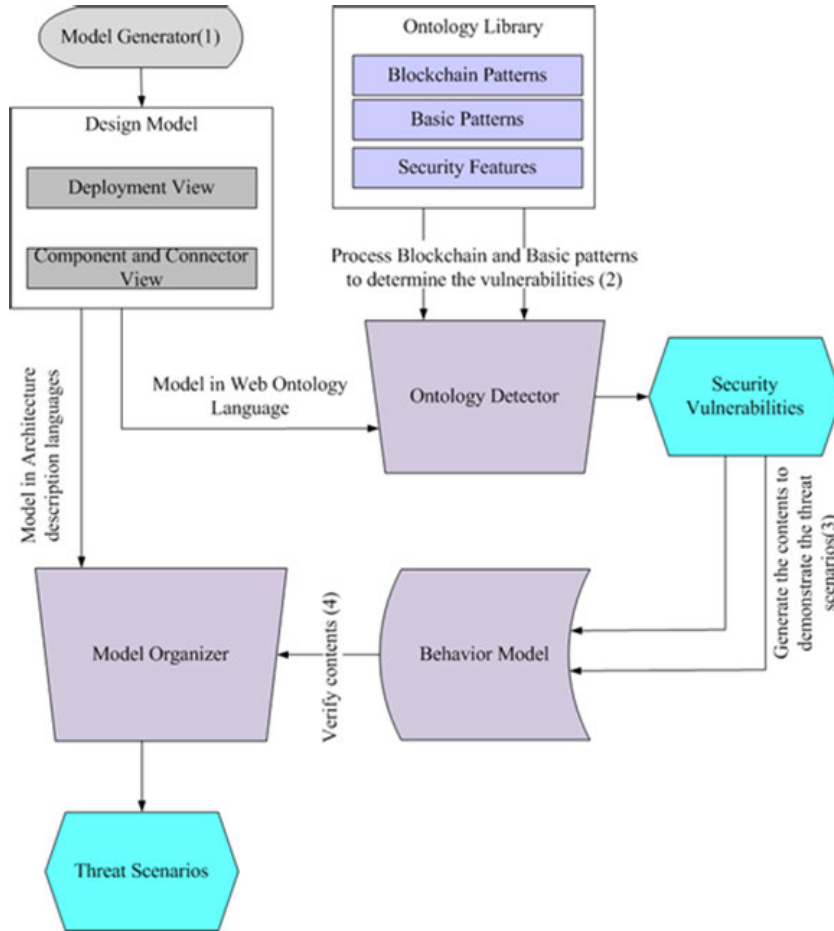 Model Generator(1)
Design Model
Deployment View
Component and Connector
View
Ontology Library
Blockchain Patterns
Basic Patterns
Security Features
Process Blockchain and Basic patterns
to determine the vulnerabilities (2)
Model in Web Ontology
Language
Ontology Detector
Security
Vulnerabilities
Model in Architecture
description languages
Generate the contents to
demonstrate the threat
scenarios(3)
Model Organizer
Verify contents (4)
Behavior Model
Threat Scenarios